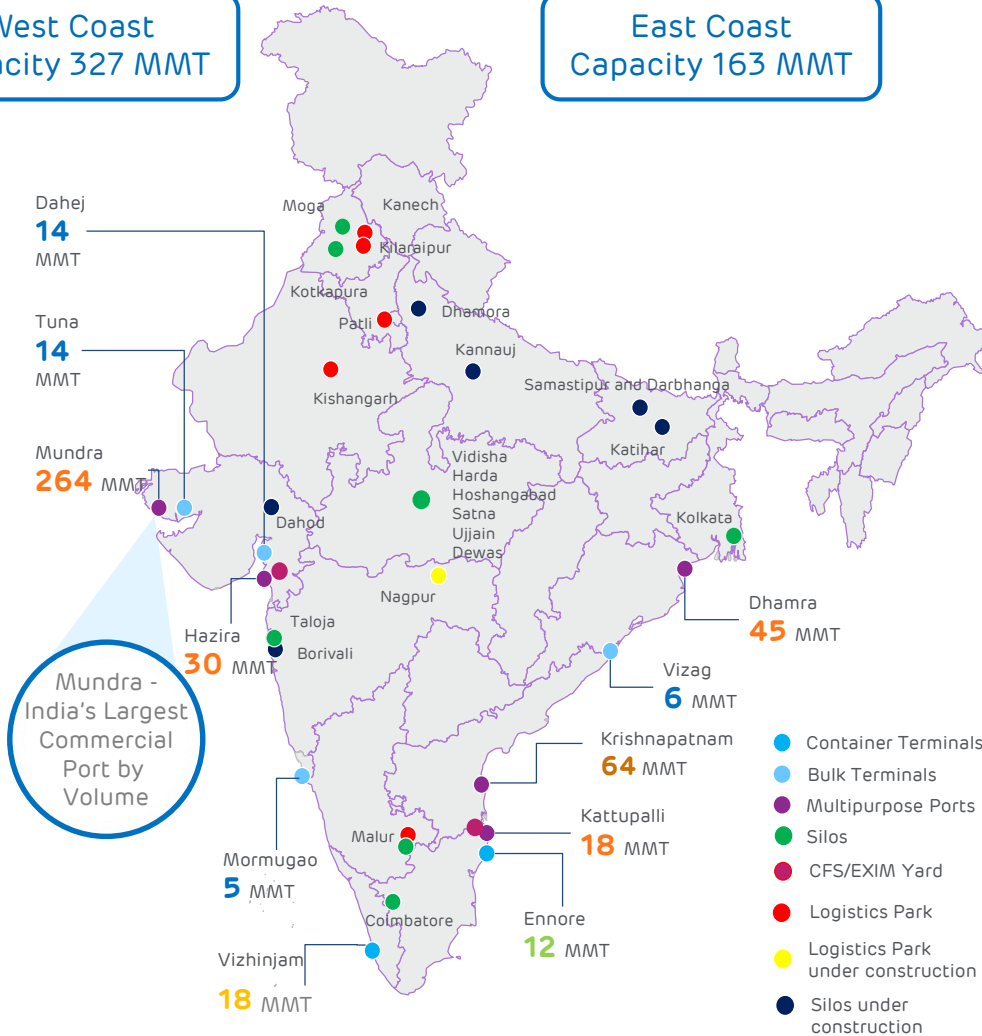 West Coast
acity 327 MMT
East Coast
Capacity 163 MMT
Dahej
14
MMT
Tuna
14
MMT
Mundra
264 MMT
Moga
Kanech
Kilaraipur
Kotkapura
Patli
Dhamora
Kannauj
Kishangarh
Samastipur and Darbhanga
Katihar
Vidisha
Harda
Hoshangabad
Satna
Ujjain
Dewas
Dahod
Kolkata
Nagpur
Taloja
Borivali
Hazira
30 MMT
Mundra -
India's Largest
Commercial
Port by
Volume
Dhamra
45 MMT
Vizag
6 MMT
Krishnapatnam
64 MMT
Kattupalli
18 MMT
Malur
Mormugao
5 MMT
Coimbatore
Ennore
12 MMT
Vizhinjam
18 MMT
Container Terminals
Bulk Terminals
Multipurpose Ports
Silos
CFS/EXIM Yard
Logistics Park
Logistics Park
under construction
Silos under
construction